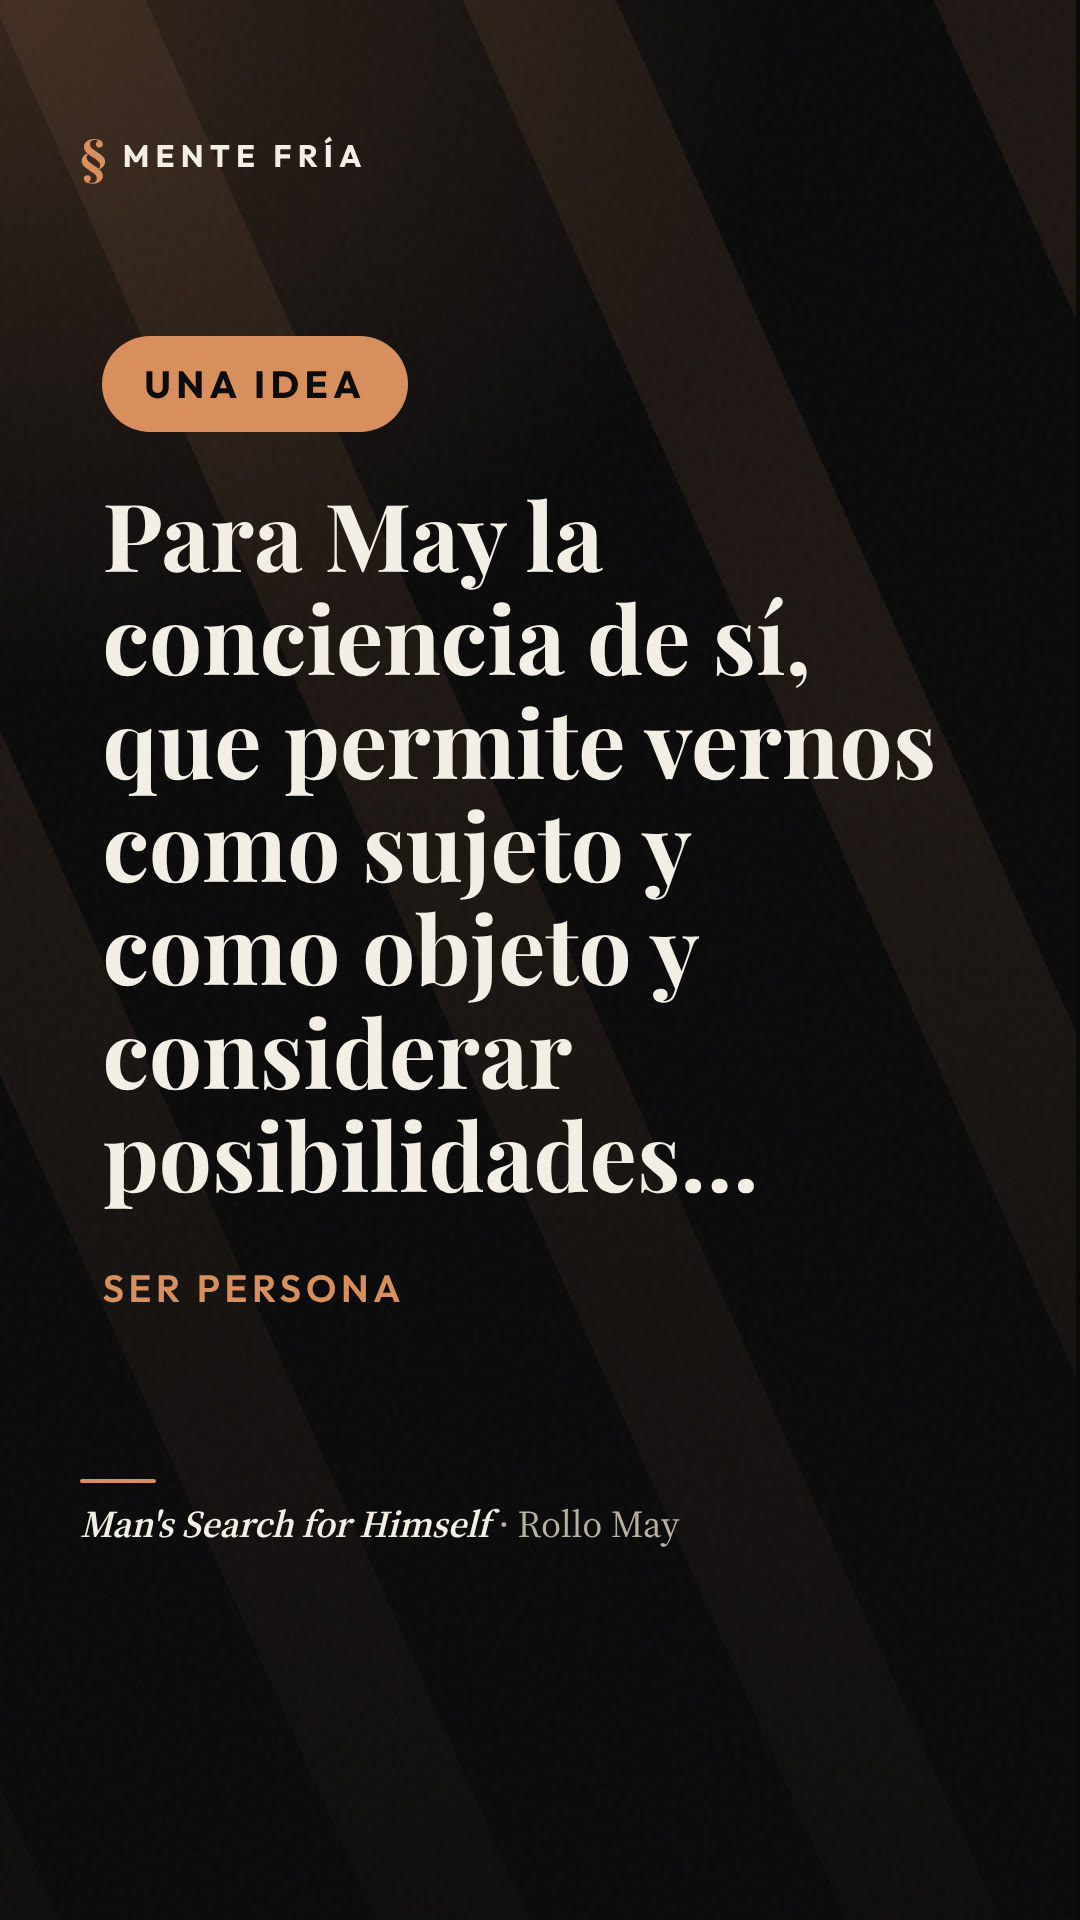 § MENTE FRÍA
UNA IDEA
Para May la
conciencia de sí,
que permite vernos
como sujeto y
como objeto y
considerar
posibilidades...
SER PERSONA
Man's Search for Himself · Rollo May